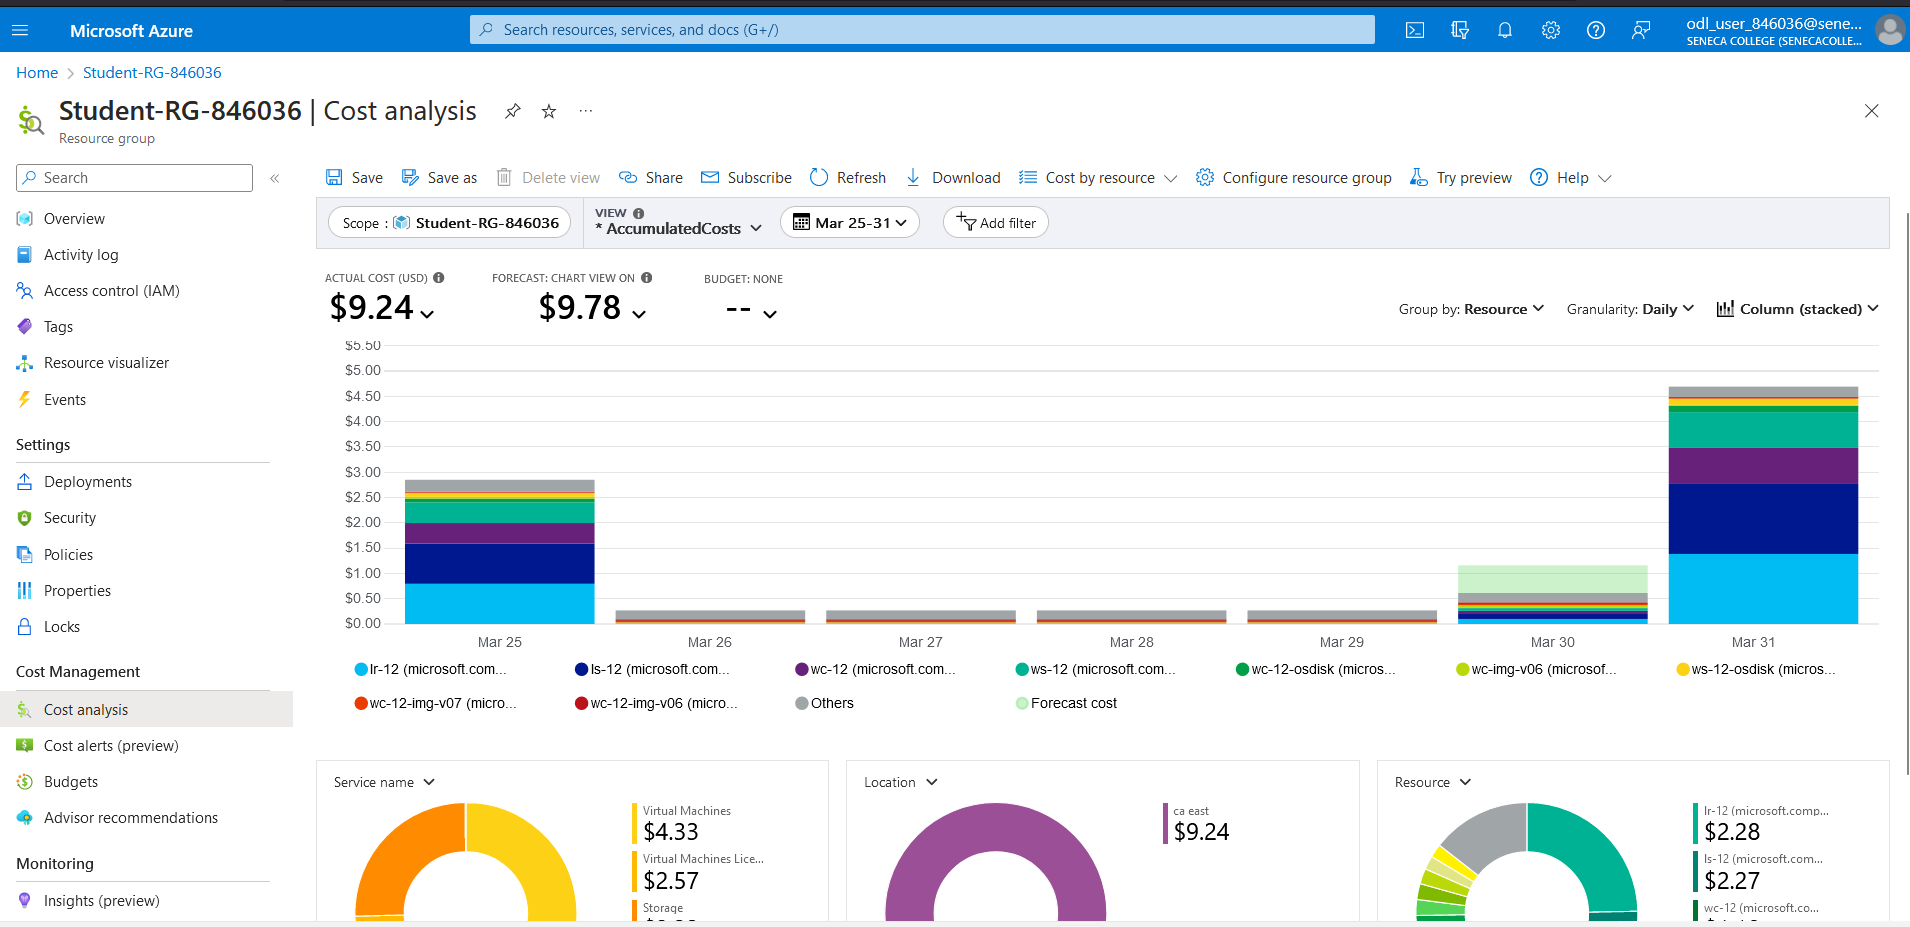 Microsoft Azure
Search resources, services, and docs (G+/)
odl_user_846036@sene...
SENECA COLLEGE (SENECACOLLE...
Home > Student-RG-846036
Student-RG-846036 | Cost analysis
Resource group
Search
Overview
Activity log
Access control (IAM)
Tags
Resource visualizer
Events
Settings
Deployments
Security
Policies
Properties
Locks
Cost Management
Cost analysis
Cost alerts (preview)
Budgets
Advisor recommendations
Monitoring
Insights (preview)
Save Save as Delete view Share Subscribe Refresh Download Cost by resource Configure resource group Try preview Help
Scope : Student-RG-846036
VIEW
* AccumulatedCosts
Mar 25-31
Add filter
ACTUAL COST (USD)
$9.24
FORECAST: CHART VIEW ON
$9.78
BUDGET: NONE
--
Group by: Resource Granularity: Daily Column (stacked)
$5.50
$5.00
$4.50
$4.00
$3.50
$3.00
$2.50
$2.00
$1.50
$1.00
$0.50
$0.00
Mar 25 Mar 26 Mar 27 Mar 28 Mar 29 Mar 30 Mar 31
lr-12 (microsoft.com... ls-12 (microsoft.com... wc-12 (microsoft.com... ws-12 (microsoft.com... wc-12-osdisk (micros... wc-img-v06 (microsof... ws-12-osdisk (micros...
wc-12-img-v07 (micro... wc-12-img-v06 (micro... Others Forecast cost
Service name
Virtual Machines
$4.33
Virtual Machines Lice...
$2.57
Storage
Location
ca east
$9.24
Resource
lr-12 (microsoft.comp...
$2.28
ls-12 (microsoft.com...
$2.27
wc-12 (microsoft.co...